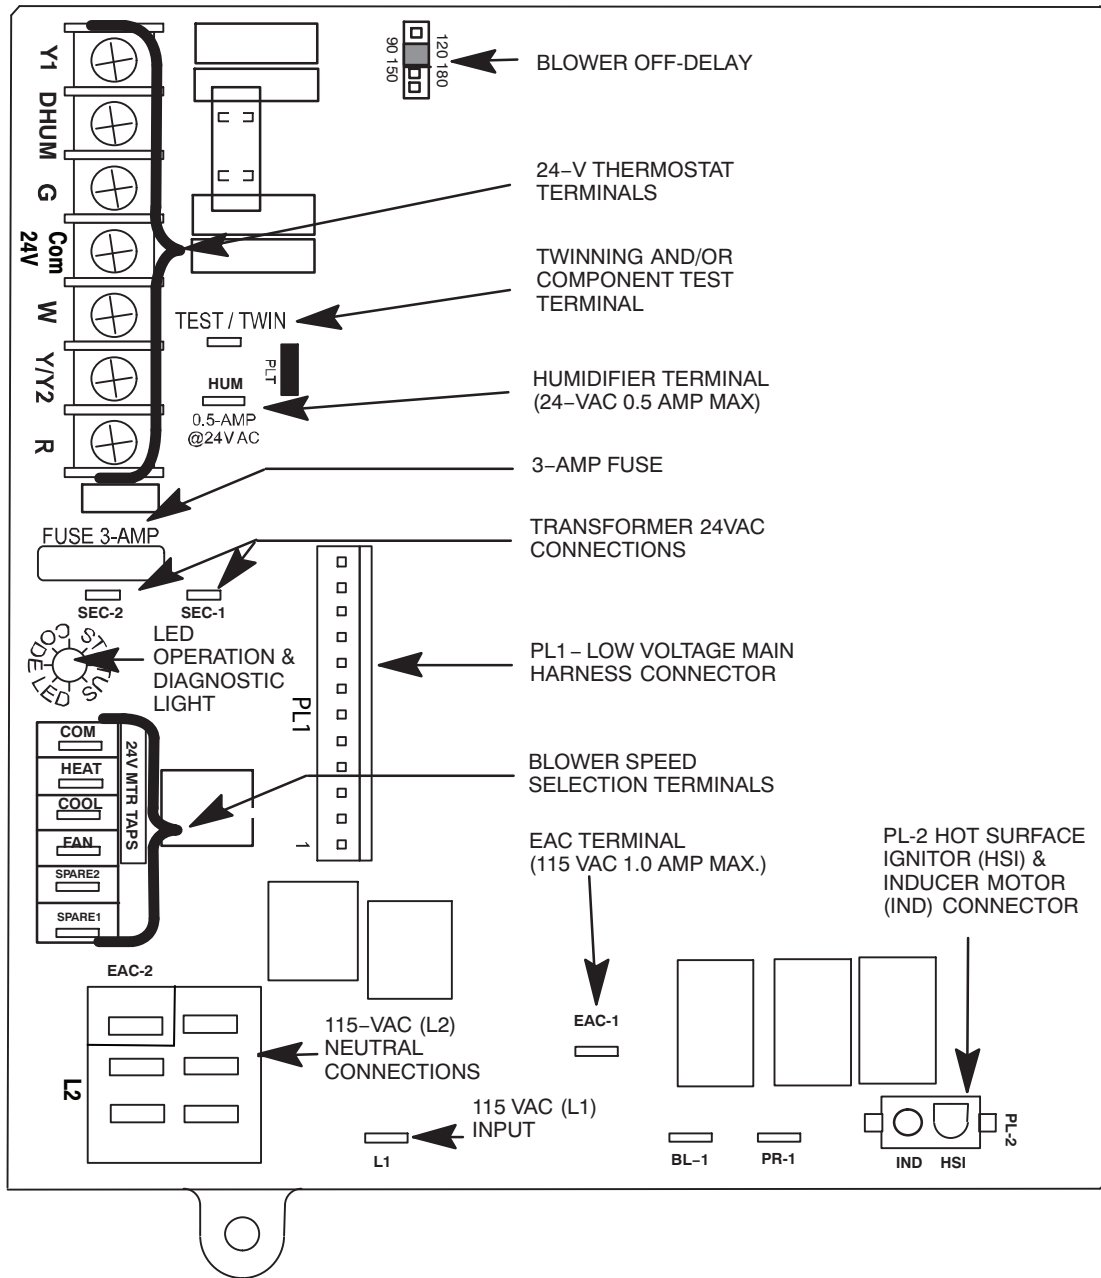 Y1
DHUM
G
Com
24V
W
Y/Y2
R
120 180
90 150
BLOWER OFF-DELAY
24–V THERMOSTAT
TERMINALS
TWINNING AND/OR
COMPONENT TEST
TERMINAL
TEST / TWIN
PLT
HUM
0.5-AMP
@24VAC
HUMIDIFIER TERMINAL
(24–VAC 0.5 AMP MAX)
3–AMP FUSE
FUSE 3-AMP
TRANSFORMER 24VAC
CONNECTIONS
SEC-2
SEC-1
STATUS
CODE LED
LED
OPERATION &
DIAGNOSTIC
LIGHT
PL1 – LOW VOLTAGE MAIN
HARNESS CONNECTOR
PL1
1
COM
HEAT
COOL
FAN
SPARE2
SPARE1
24V MTR TAPS
BLOWER SPEED
SELECTION TERMINALS
EAC TERMINAL
(115 VAC 1.0 AMP MAX.)
PL-2 HOT SURFACE
IGNITOR (HSI) &
INDUCER MOTOR
(IND) CONNECTOR
EAC-2
L2
115–VAC (L2)
NEUTRAL
CONNECTIONS
EAC-1
115 VAC (L1)
INPUT
L1
BL–1
PR-1
IND
HSI
PL-2